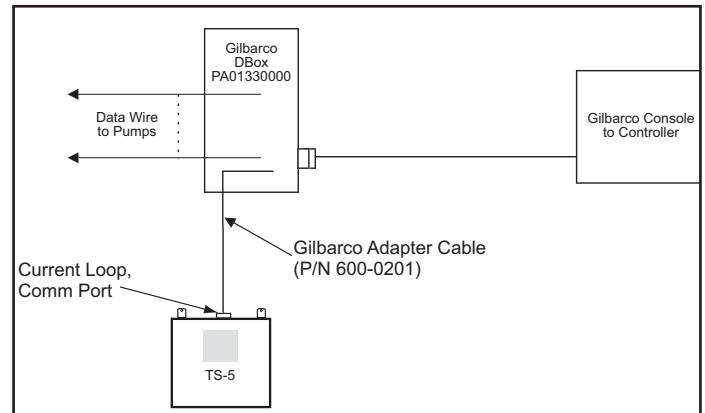 Gilbarco
DBox
PA01330000
Data Wire
to Pumps
Gilbarco Console
to Controller
Gilbarco Adapter Cable
(P/N 600-0201)
Current Loop,
Comm Port
TS-5